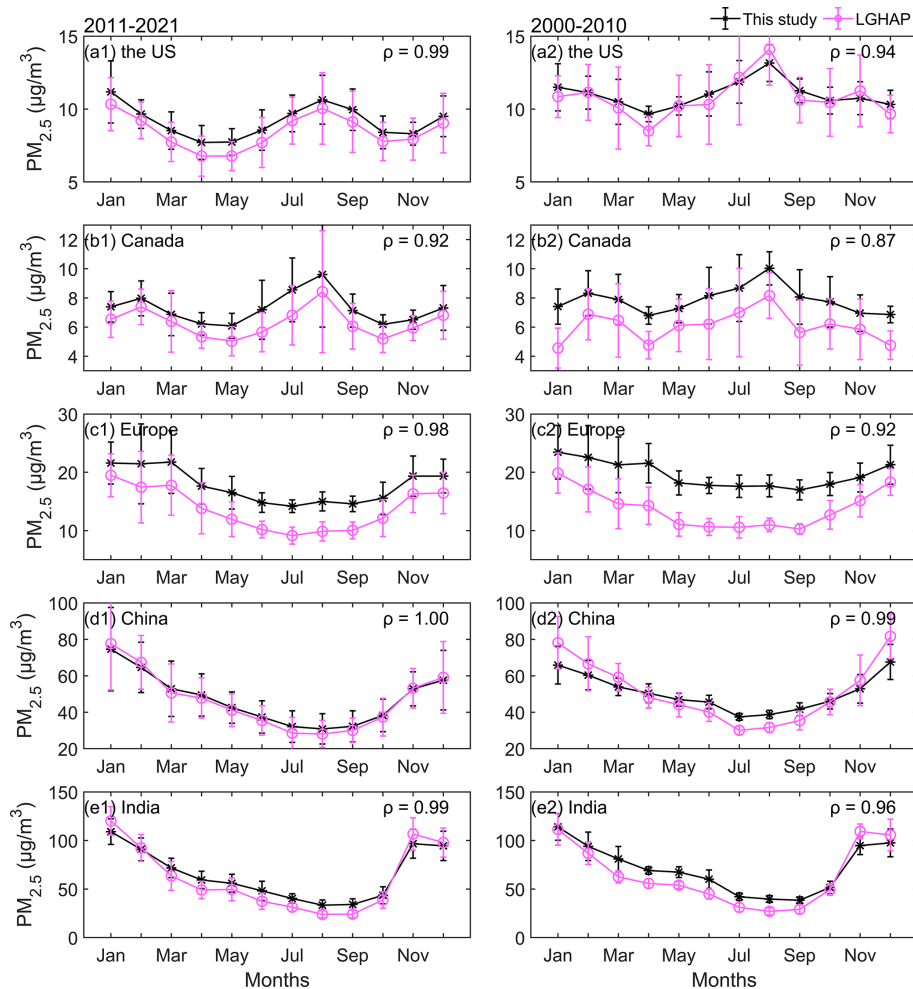 2011-2021
2000-2010
This study
LGHAP
(a1) the US
ρ = 0.99
PM2.5 (μg/m3)
15
10
5
Jan Mar May Jul Sep Nov
(a2) the US
ρ = 0.94
15
10
5
Jan Mar May Jul Sep Nov
(b1) Canada
ρ = 0.92
PM2.5 (μg/m3)
12
10
8
6
4
Jan Mar May Jul Sep Nov
(b2) Canada
ρ = 0.87
12
10
8
6
4
Jan Mar May Jul Sep Nov
(c1) Europe
ρ = 0.98
PM2.5 (μg/m3)
30
20
10
Jan Mar May Jul Sep Nov
(c2) Europe
ρ = 0.92
30
20
10
Jan Mar May Jul Sep Nov
(d1) China
ρ = 1.00
PM2.5 (μg/m3)
100
80
60
40
20
Jan Mar May Jul Sep Nov
(d2) China
ρ = 0.99
100
80
60
40
20
Jan Mar May Jul Sep Nov
(e1) India
ρ = 0.99
PM2.5 (μg/m3)
150
100
50
0
Jan Mar May Jul Sep Nov
Months
(e2) India
ρ = 0.96
150
100
50
0
Jan Mar May Jul Sep Nov
Months